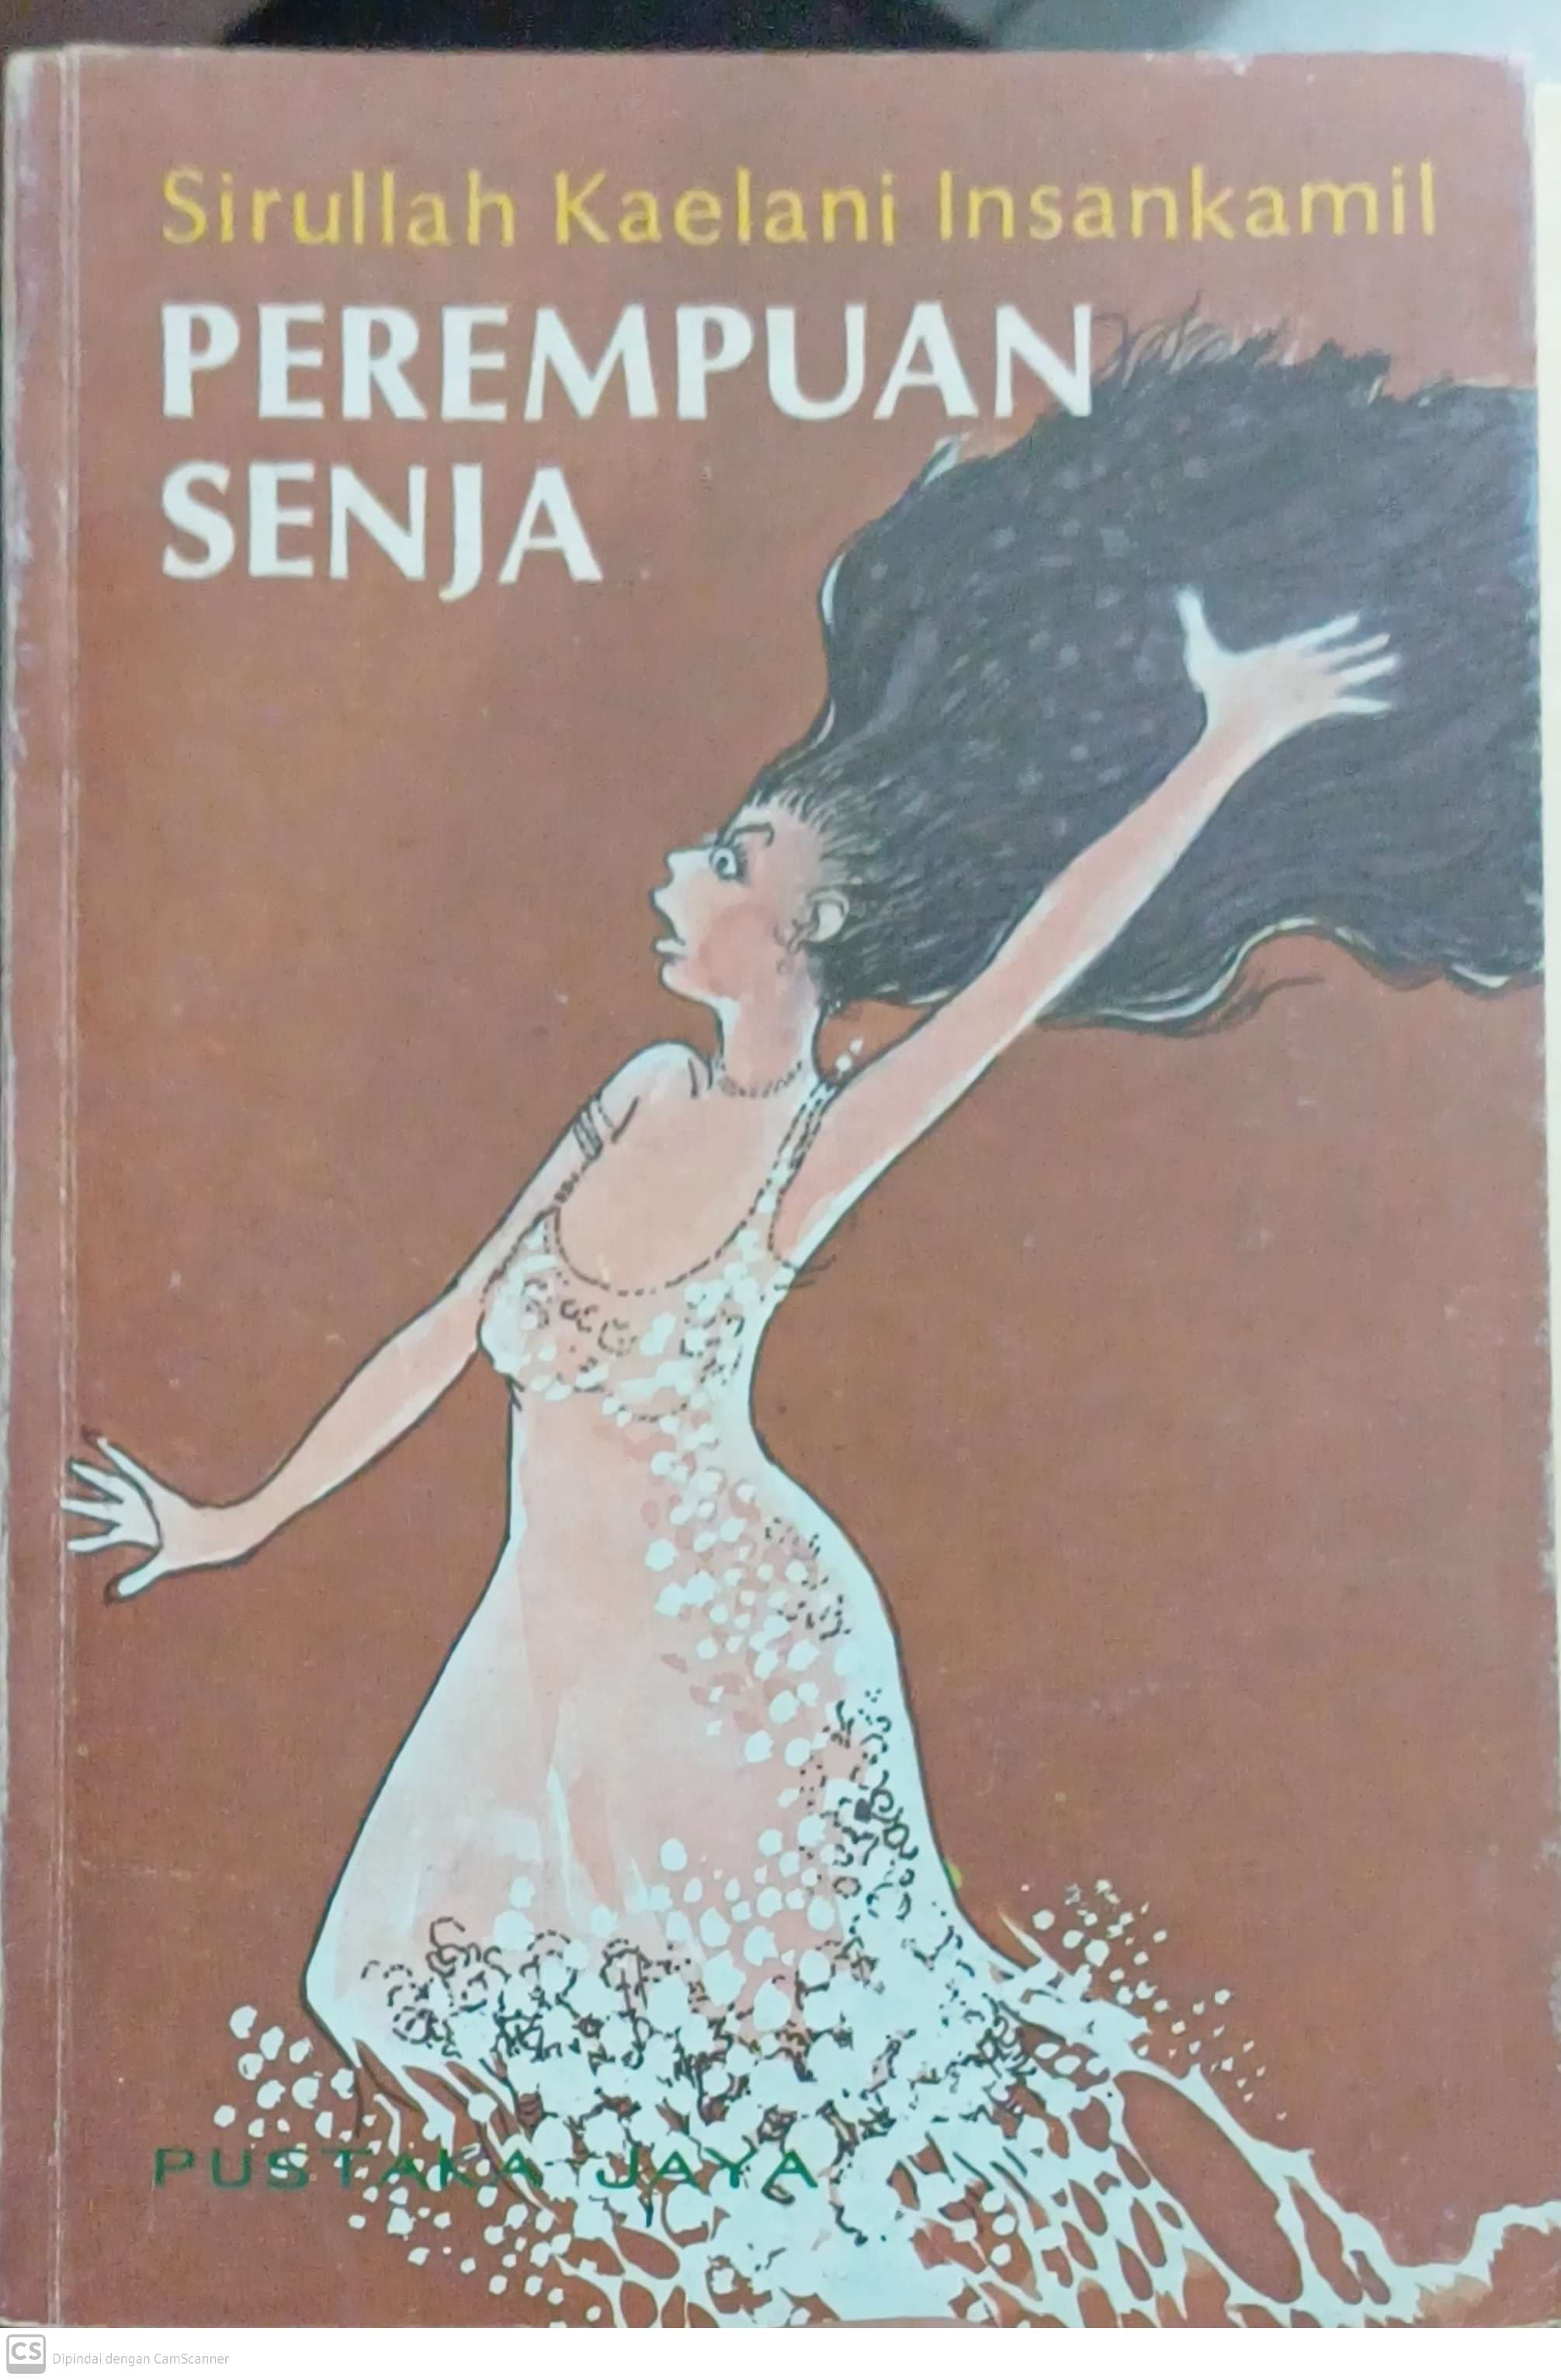 Sirullah Kaelani Insankamil
PEREMPUAN
SENJA
PUSTAKA JAYA
CS Dipindai dengan CamScanner